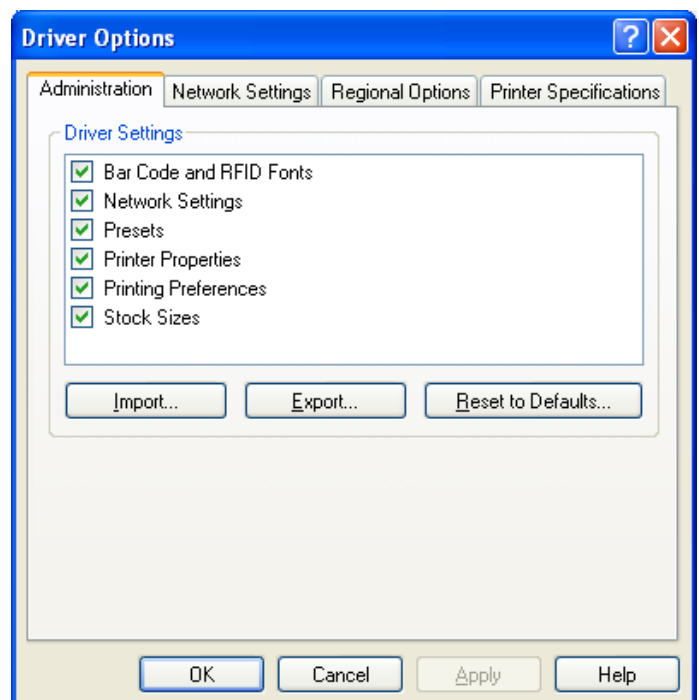 Driver Options
Administration Network Settings Regional Options Printer Specifications
Driver Settings
Bar Code and RFID Fonts
Network Settings
Presets
Printer Properties
Printing Preferences
Stock Sizes
Import... Export... Reset to Defaults...
OK Cancel Apply Help